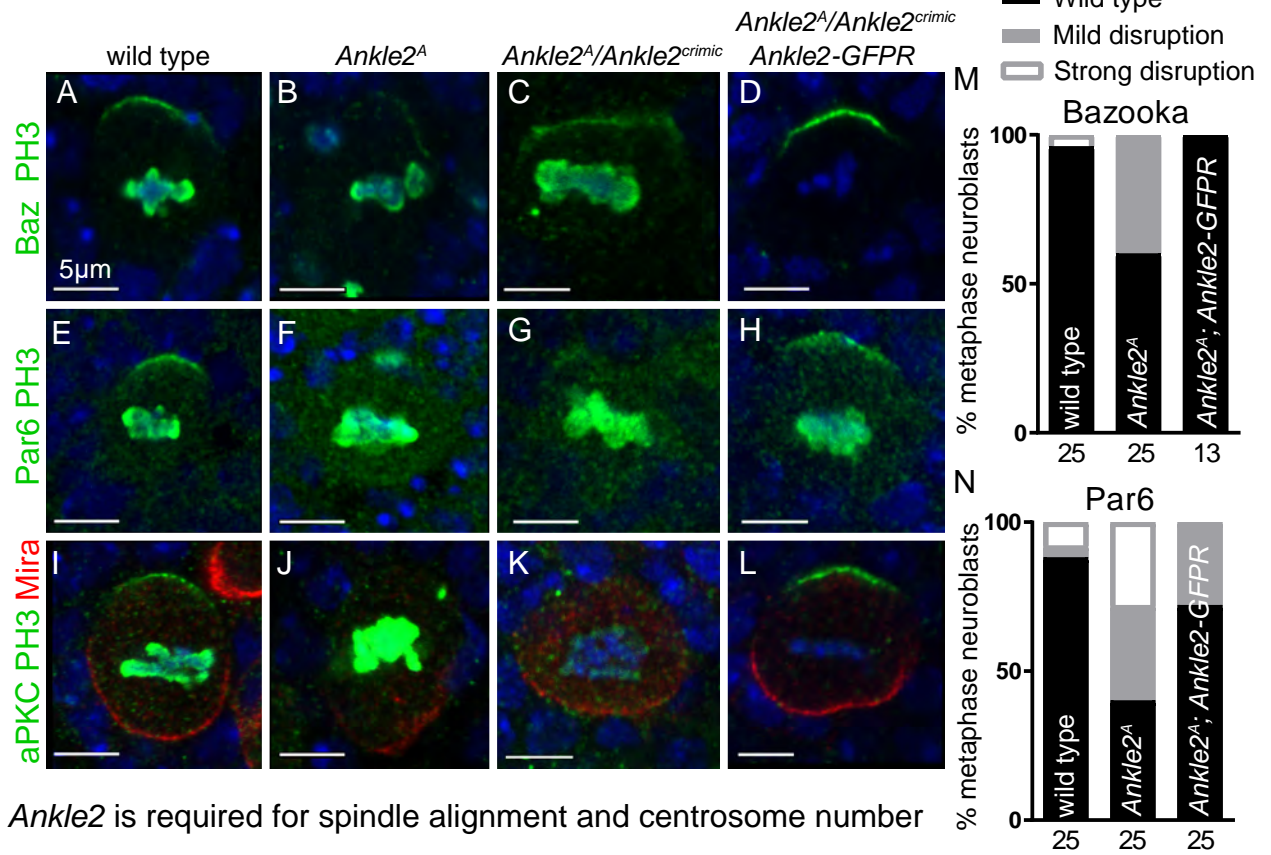 Wild type
Mild disruption
Strong disruption
wild type
Ankle2A
Ankle2A/Ankle2crimic
Ankle2A/Ankle2crimic
Ankle2-GFPR
Baz PH3
A
B
C
D
5µm
Par6 PH3
E
F
G
H
aPKC PH3 Mira
I
J
K
L
M
Bazooka
% metaphase neuroblasts
100
50
0
wild type
Ankle2A
Ankle2A; Ankle2-GFPR
25
25
13
N
Par6
% metaphase neuroblasts
100
50
0
wild type
Ankle2A
Ankle2A; Ankle2-GFPR
25
25
25
Ankle2 is required for spindle alignment and centrosome number